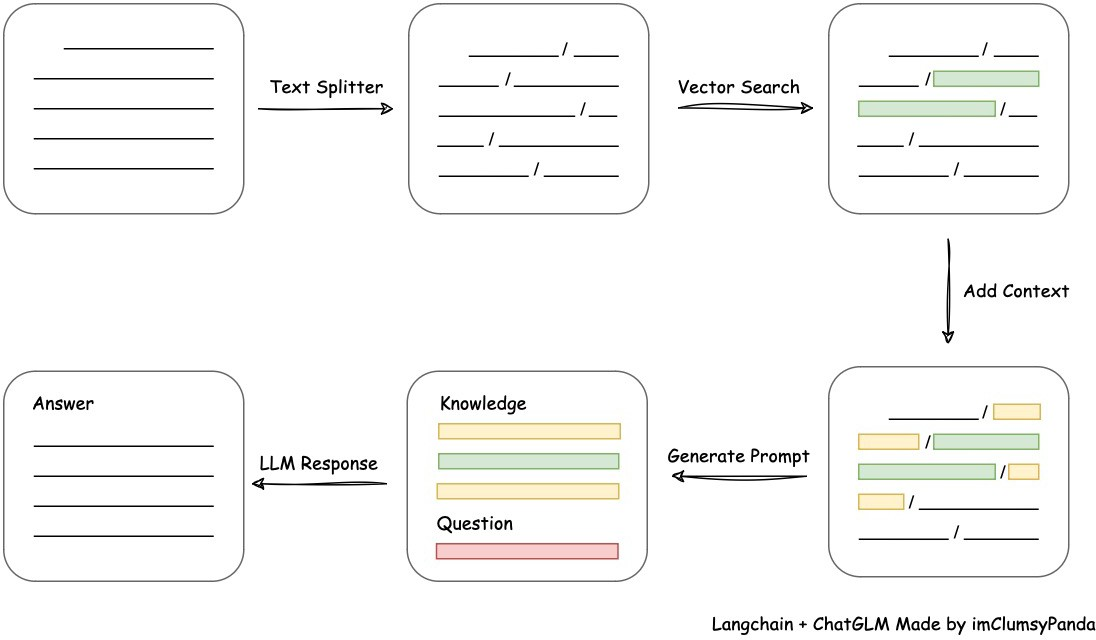 Text Splitter
Vector Search
Add Context
Generate Prompt
Knowledge
Question
LLM Response
Answer
Langchain + ChatGLM Made by imClumsyPanda